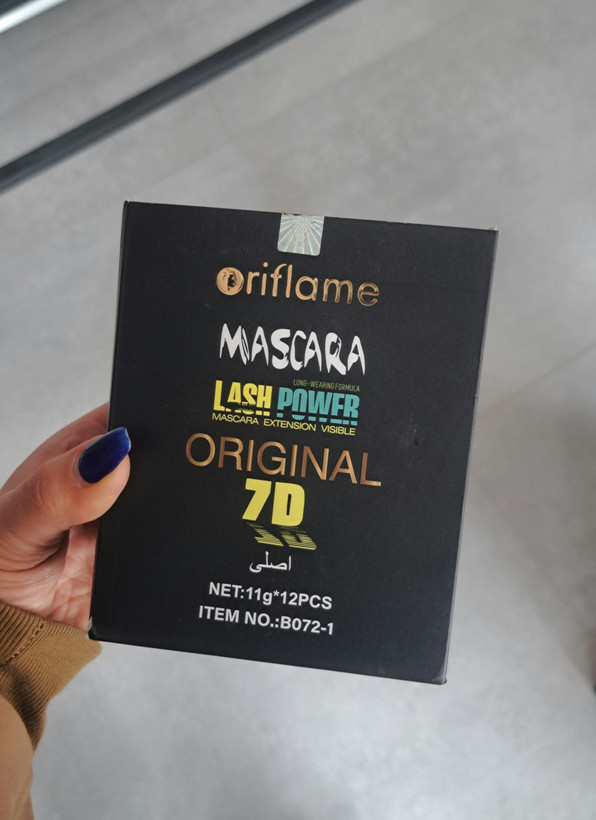 oriflame
MASCARA
LONG-WEARING FORMULA
LASH POWER
MASCARA EXTENSION VISIBLE
ORIGINAL
7D
اصلی
NET:11g*12PCS
ITEM NO.:B072-1